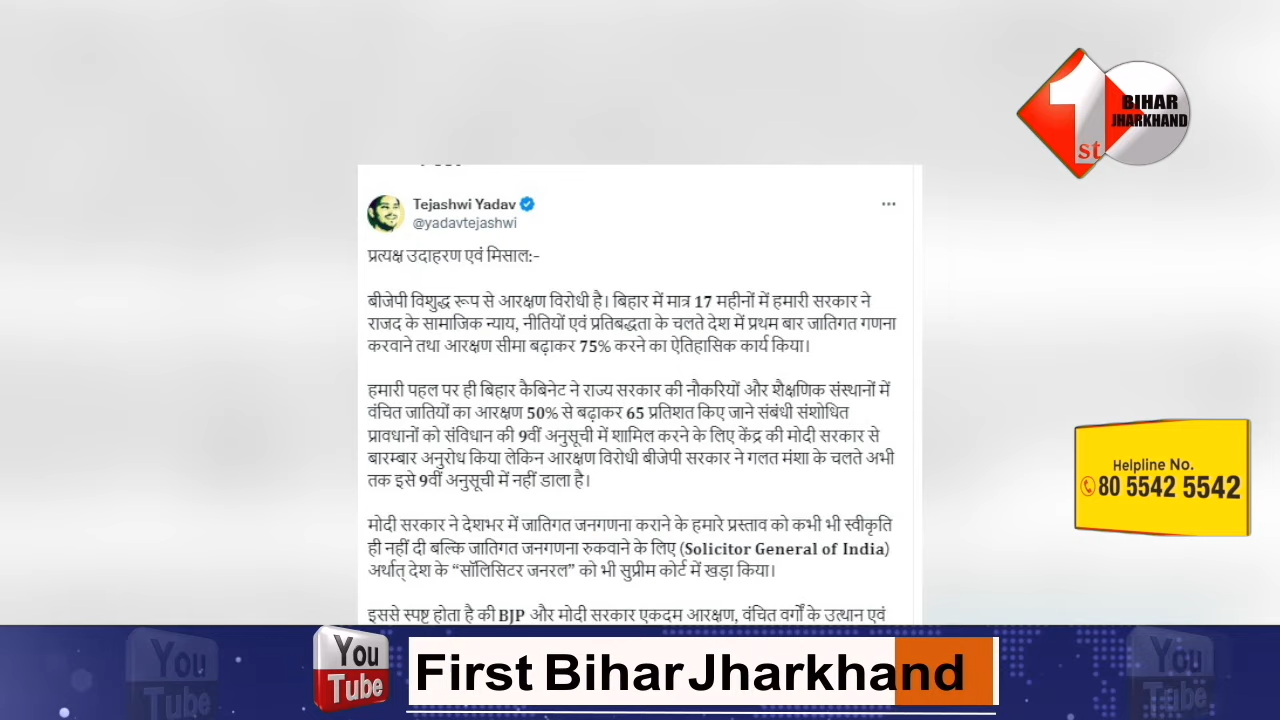 1st
BIHAR
JHARKHAND
Tejashwi Yadav
@yadavtejashwi
प्रत्यक्ष उदाहरण एवं मिसाल:-
बीजेपी विशुद्ध रूप से आरक्षण विरोधी है। बिहार में मात्र 17 महीनों में हमारी सरकार ने
राजद के सामाजिक न्याय, नीतियों एवं प्रतिबद्धता के चलते देश में प्रथम बार जातिगत गणना
करवाने तथा आरक्षण सीमा बढ़ाकर 75% करने का ऐतिहासिक कार्य किया।
हमारी पहल पर ही बिहार कैबिनेट ने राज्य सरकार की नौकरियों और शैक्षणिक संस्थानों में
वंचित जातियों का आरक्षण 50% से बढ़ाकर 65 प्रतिशत किए जाने संबंधी संशोधित
प्रावधानों को संविधान की 9वीं अनुसूची में शामिल करने के लिए केंद्र की मोदी सरकार से
बारम्बार अनुरोध किया लेकिन आरक्षण विरोधी बीजेपी सरकार ने गलत मंशा के चलते अभी
तक इसे 9वीं अनुसूची में नहीं डाला है।
मोदी सरकार ने देशभर में जातिगत जनगणना कराने के हमारे प्रस्ताव को कभी भी स्वीकृति
ही नहीं दी बल्कि जातिगत जनगणना रुकवाने के लिए (Solicitor General of India)
अर्थात् देश के “सॉलिसिटर जनरल” को भी सुप्रीम कोर्ट में खड़ा किया।
इससे स्पष्ट होता है की BJP और मोदी सरकार एकदम आरक्षण, वंचित वर्गों के उत्थान एवं
Helpline No.
80 5542 5542
You
Tube
You
Tube
First Bihar Jharkhand
You
Tube